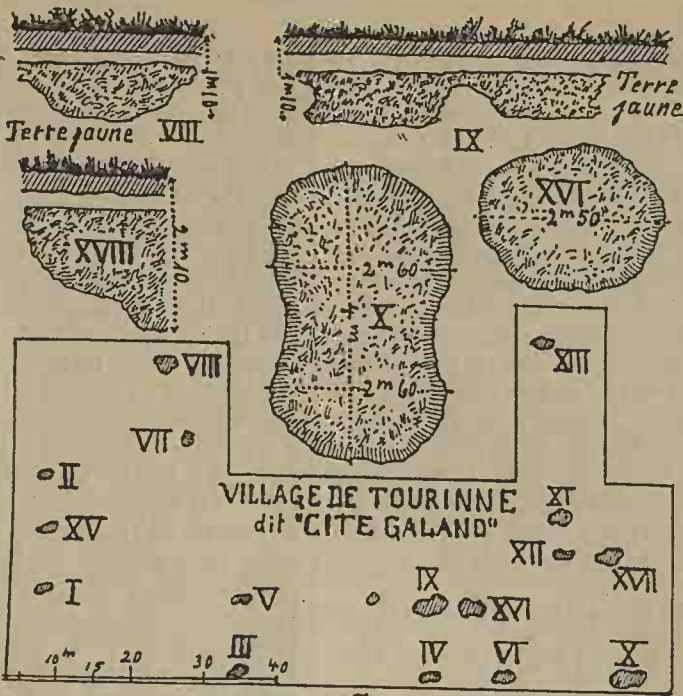 1m10
1m10
Terre jaune VIII
Terre
jaune
IX
XVIII
2m10
2m60
X
4m
2m60
XVI
2m50
VIII
XIII
VII
II
VILLAGE DE TOURINNE
dit "CITE GALAND"
XV
XI
XII
XVII
I
V
IX
XVI
III
IV
VI
X
10m 15 20 30 40